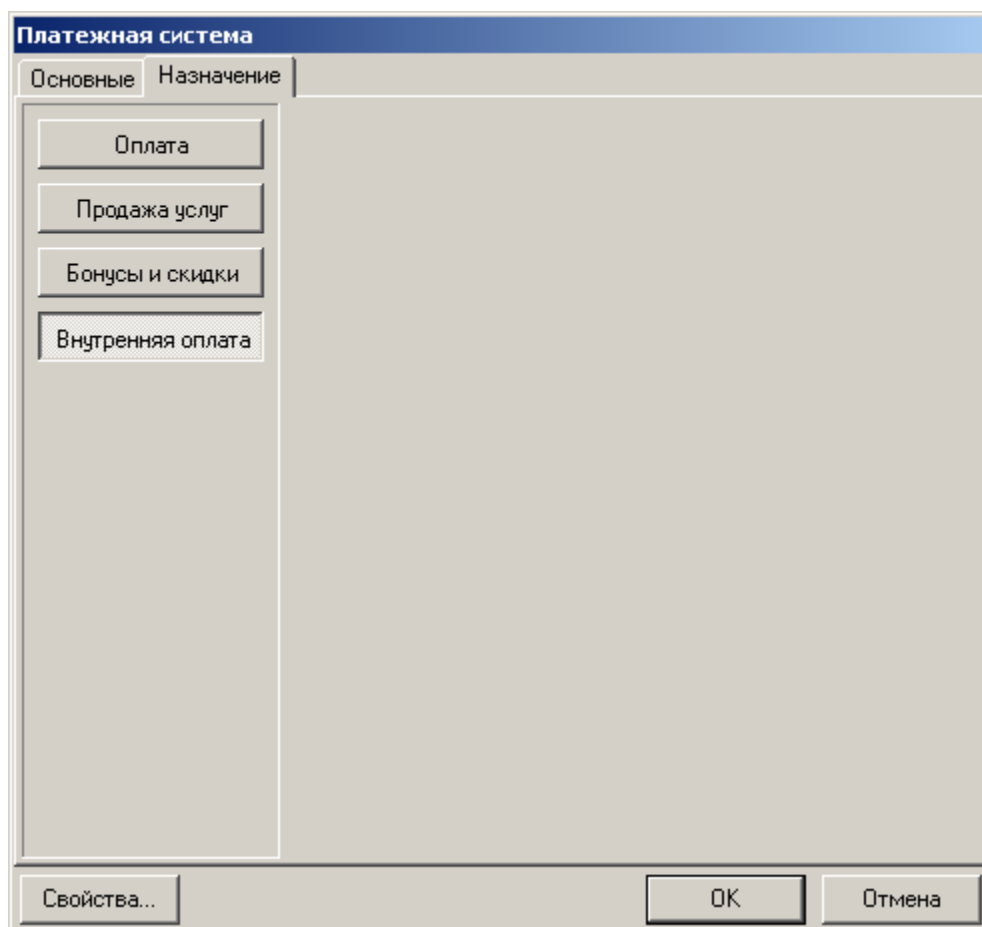 Платежная система
Основные Назначение
Оплата
Продажа услуг
Бонусы и скидки
Внутренняя оплата
Свойства... OK Отмена